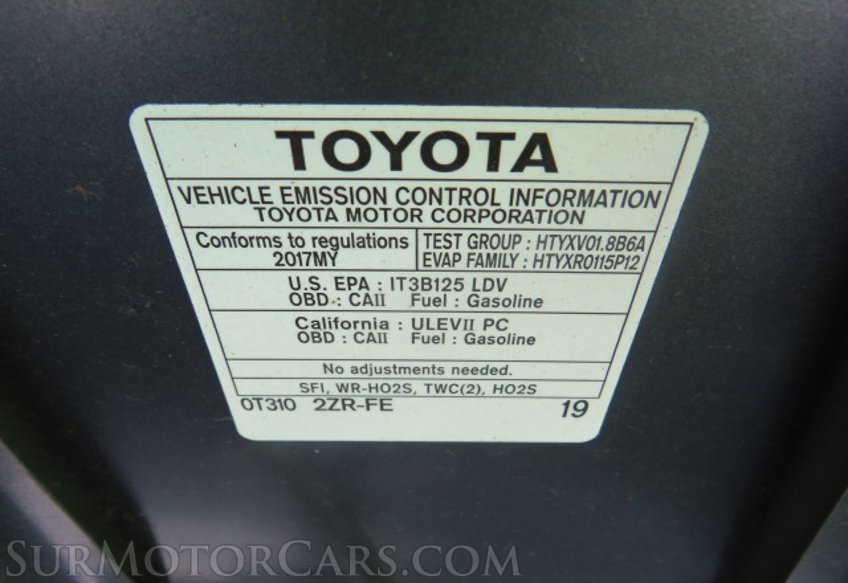 TOYOTA
VEHICLE EMISSION CONTROL INFORMATION
TOYOTA MOTOR CORPORATION
Conforms to regulations
2017MY
TEST GROUP : HTYXV01.8B6A
EVAP FAMILY : HTYXR0115P12
U.S. EPA : IT3B125 LDV
OBD : CAII Fuel : Gasoline
California : ULEVII PC
OBD : CAII Fuel : Gasoline
No adjustments needed.
SFI, WR-HO2S, TWC(2), HO2S
0T310 2ZR-FE 19
SURMOTORCARS.COM